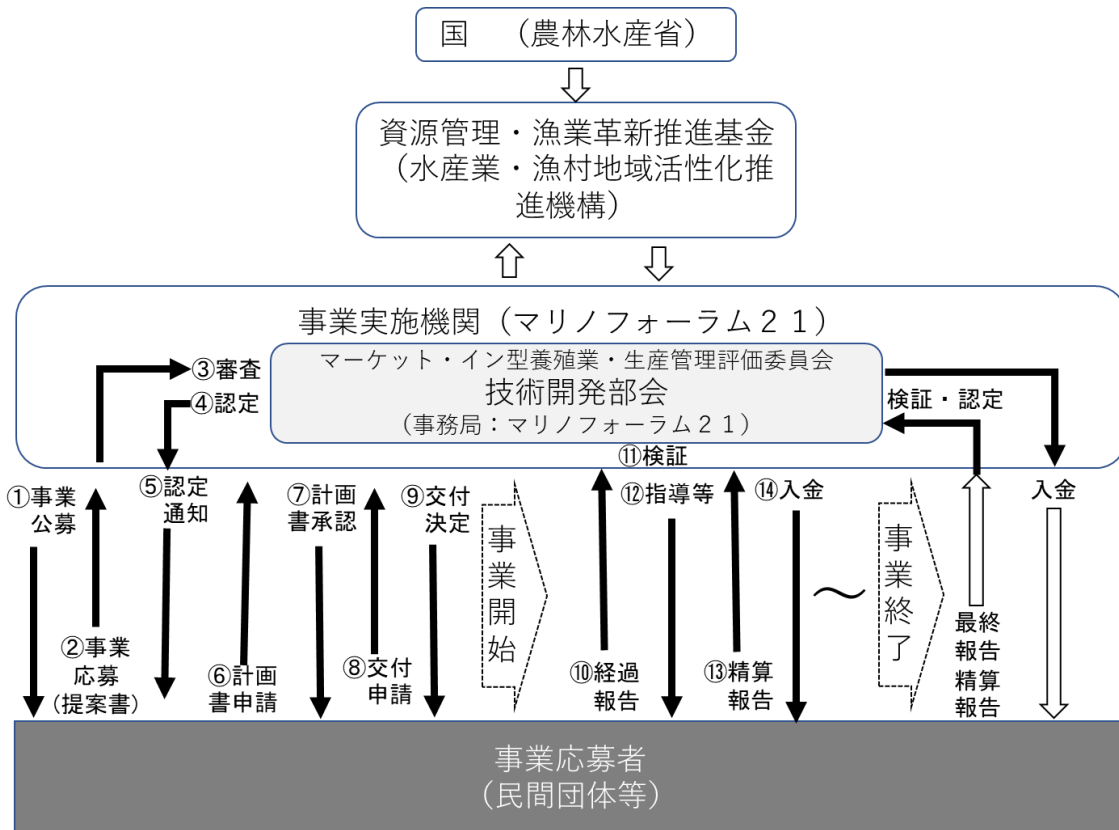 国　（農林水産省）
資源管理・漁業革新推進基金
（水産業・漁村地域活性化推
進機構）
事業実施機関（マリノフォーラム２１）
マーケット・イン型養殖業・生産管理評価委員会
技術開発部会
（事務局：マリノフォーラム２１）
③審査
④認定
検証・認定
⑪検証
①事業
公募
②事業
応募
(提案書)
⑤認定
通知
⑥計画
書申請
⑦計画
書承認
⑧交付
申請
⑨交付
決定
事業開始
⑩経過
報告
⑫指導等
⑬精算
報告
⑭入金
～
事業終了
最終
報告
精算
報告
入金
事業応募者
（民間団体等）